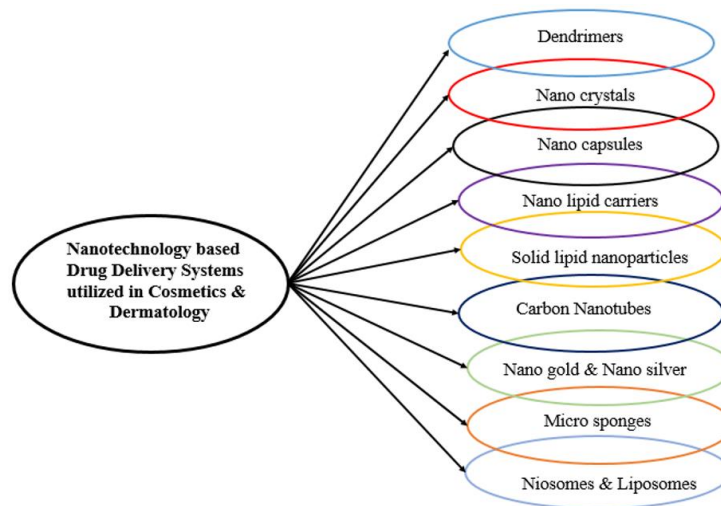 Dendrimers
Nano crystals
Nano capsules
Nano lipid carriers
Nanotechnology based
Drug Delivery Systems
utilized in Cosmetics &
Dermatology
Solid lipid nanoparticles
Carbon Nanotubes
Nano gold & Nano silver
Micro sponges
Niosomes & Liposomes